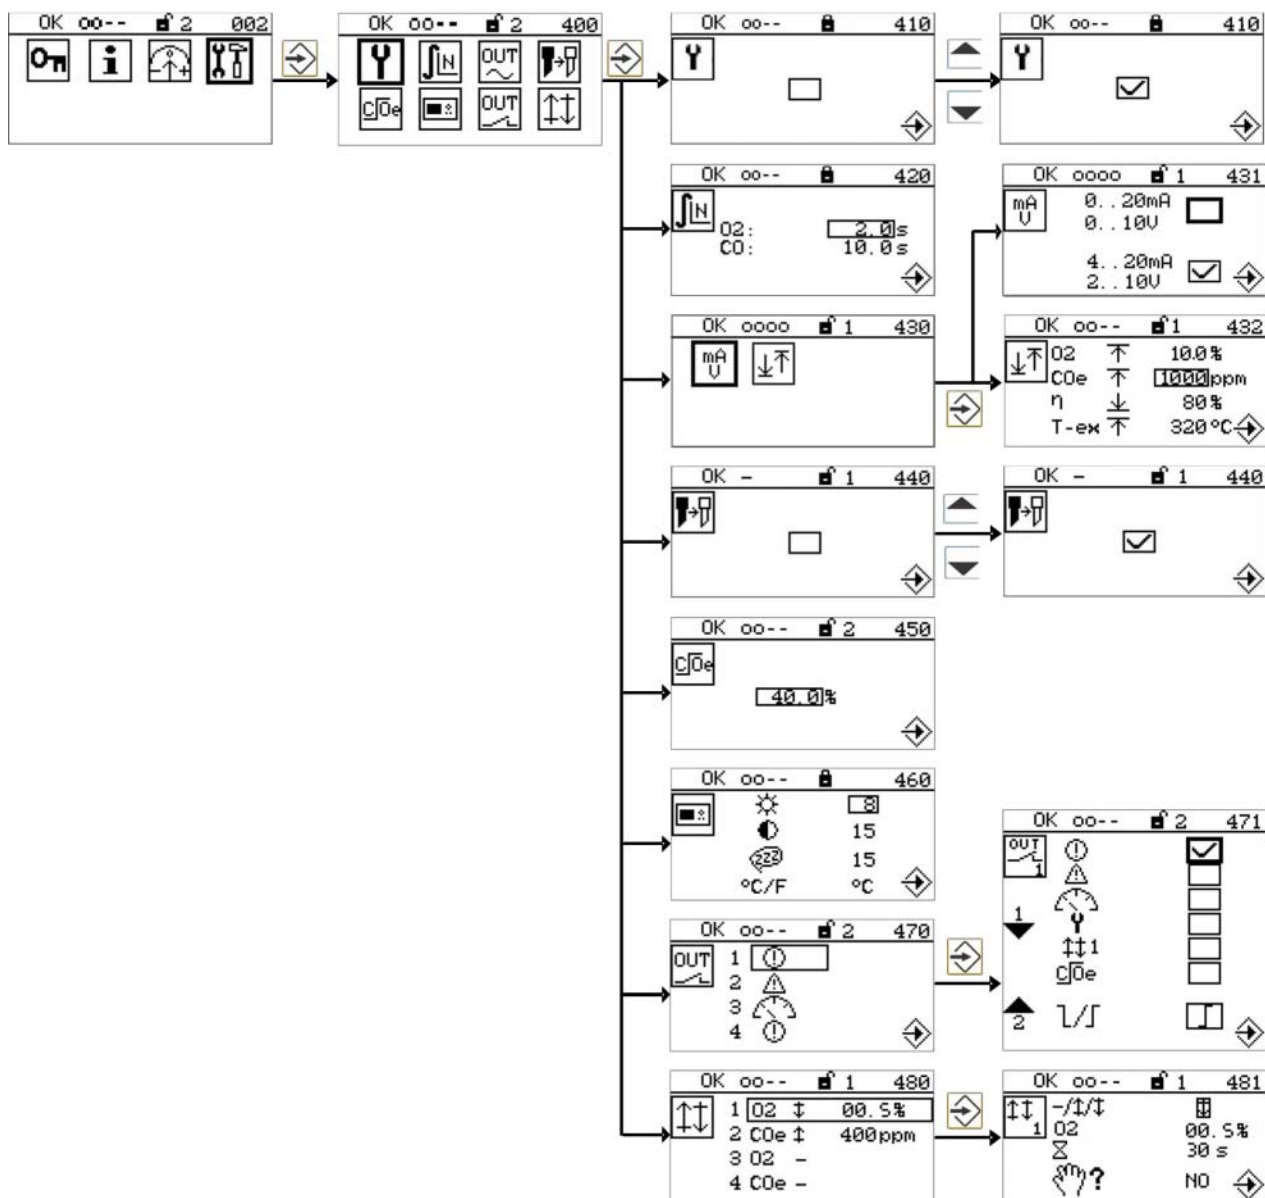 OK oo-- 2 002
i
OK oo-- 2 400
IN OUT
COe OUT
OK oo-- 410
OK oo-- 410
OK oo-- 420
IN
O2: 2.0s
CO: 10.0s
OK oooo 1 431
mA
V
0..20mA
0..10V
4..20mA
2..10V
OK oooo 1 430
mA
V
OK oo-- 1 432
O2 10.0%
COe 1000ppm
η 80%
T-ex 320°C
OK - 1 440
OK - 1 440
OK oo-- 2 450
COe
40.0%
OK oo-- 460
8
15
zzz 15
°C/F °C
OK oo-- 2 470
OUT
1
2
3
4
OK oo-- 2 471
OUT
1
1
1
COe
2
OK oo-- 1 480
1 O2 00.5%
2 COe 400ppm
3 O2 -
4 COe -
OK oo-- 1 481
1
-/↕/↕
O2 00.5%
30 s
? NO